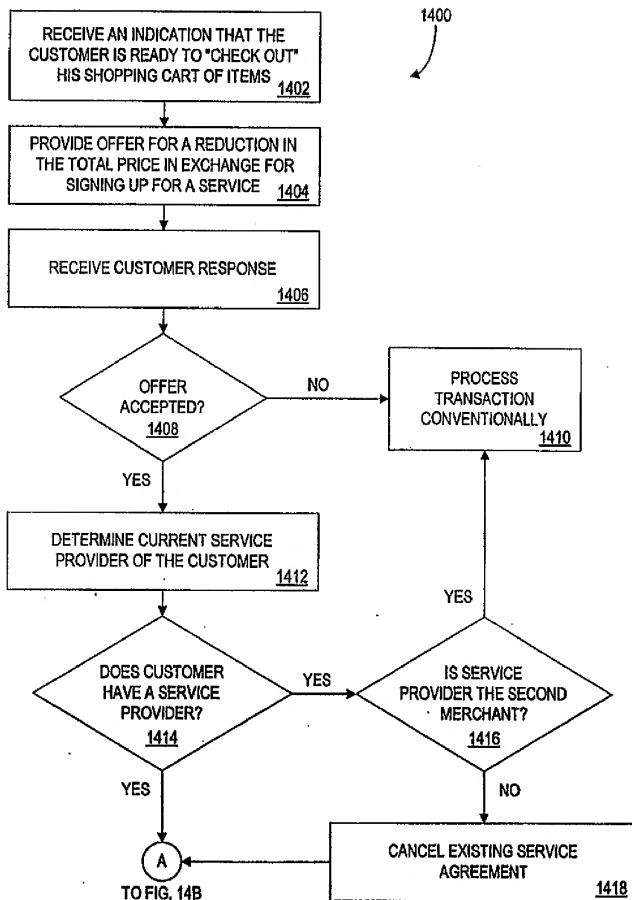 1400
RECEIVE AN INDICATION THAT THE
CUSTOMER IS READY TO "CHECK OUT"
HIS SHOPPING CART OF ITEMS
1402
PROVIDE OFFER FOR A REDUCTION IN
THE TOTAL PRICE IN EXCHANGE FOR
SIGNING UP FOR A SERVICE
1404
RECEIVE CUSTOMER RESPONSE
1406
OFFER
ACCEPTED?
1408
NO
PROCESS
TRANSACTION
CONVENTIONALLY
1410
YES
DETERMINE CURRENT SERVICE
PROVIDER OF THE CUSTOMER
1412
YES
DOES CUSTOMER
HAVE A SERVICE
PROVIDER?
1414
YES
IS SERVICE
PROVIDER THE SECOND
MERCHANT?
1416
YES
NO
A
TO FIG. 14B
CANCEL EXISTING SERVICE
AGREEMENT
1418